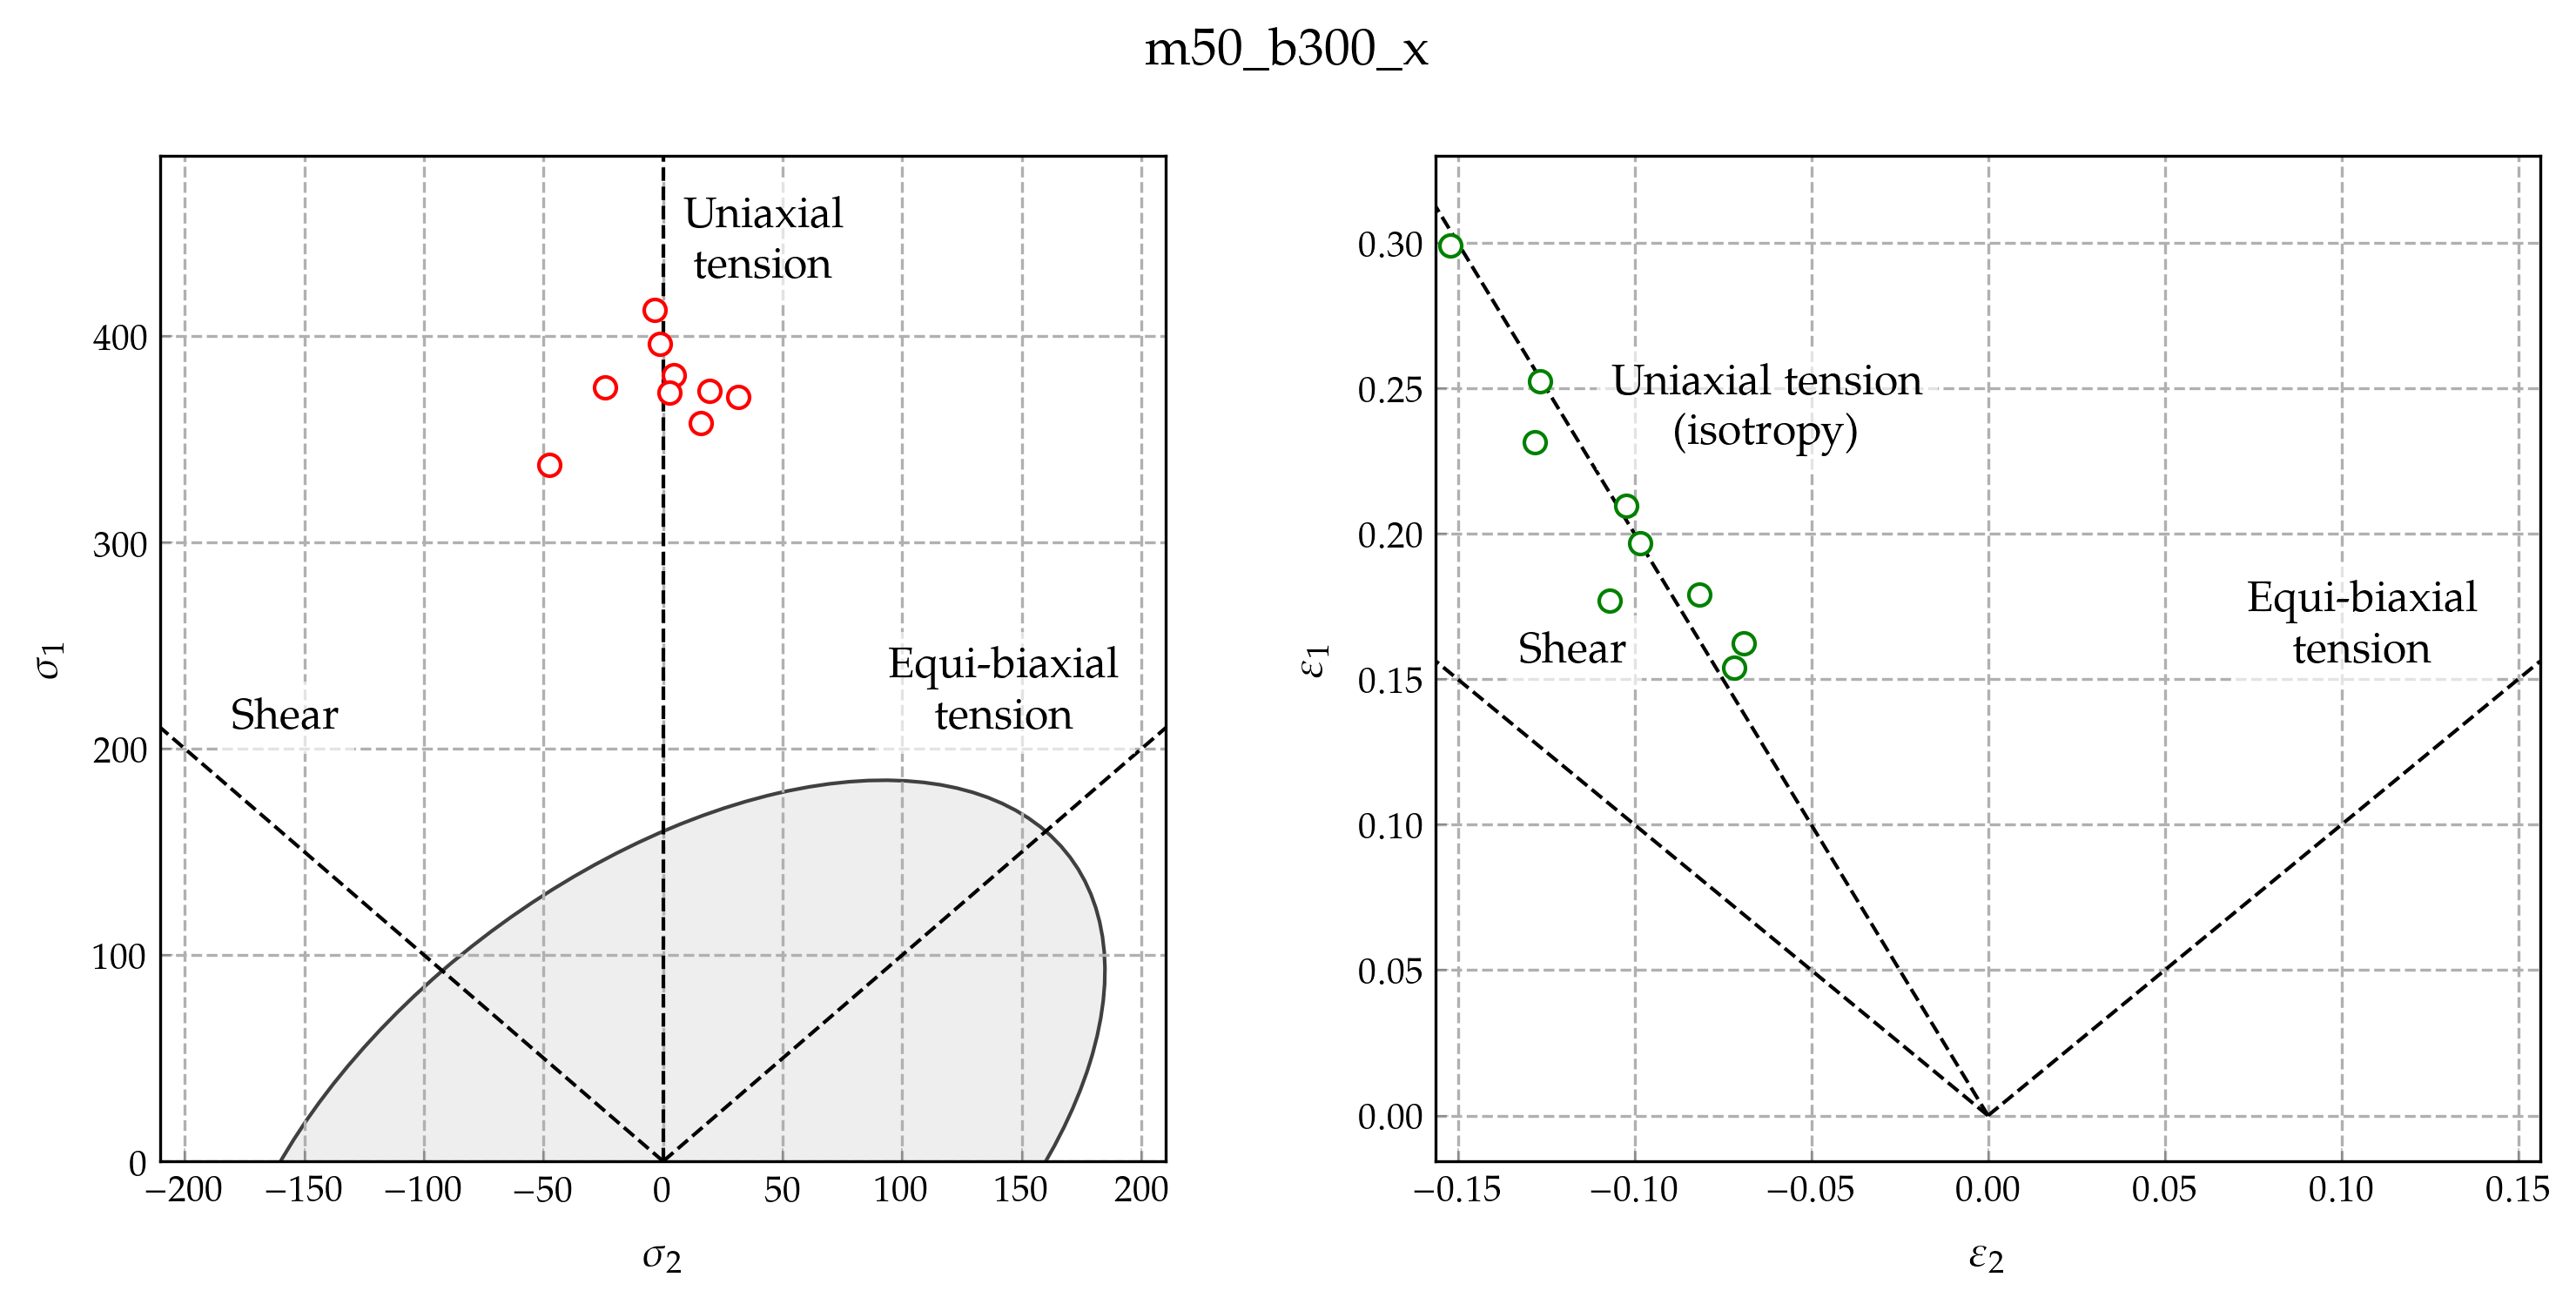 m50_b300_x
Uniaxial
tension
Equi-biaxial
tension
Shear
400
300
200
100
0
−200 −150 −100 −50 0 50 100 150 200
σ1
σ2
Uniaxial tension
(isotropy)
Equi-biaxial
tension
Shear
0.30
0.25
0.20
0.15
0.10
0.05
0.00
−0.15 −0.10 −0.05 0.00 0.05 0.10 0.15
ε1
ε2